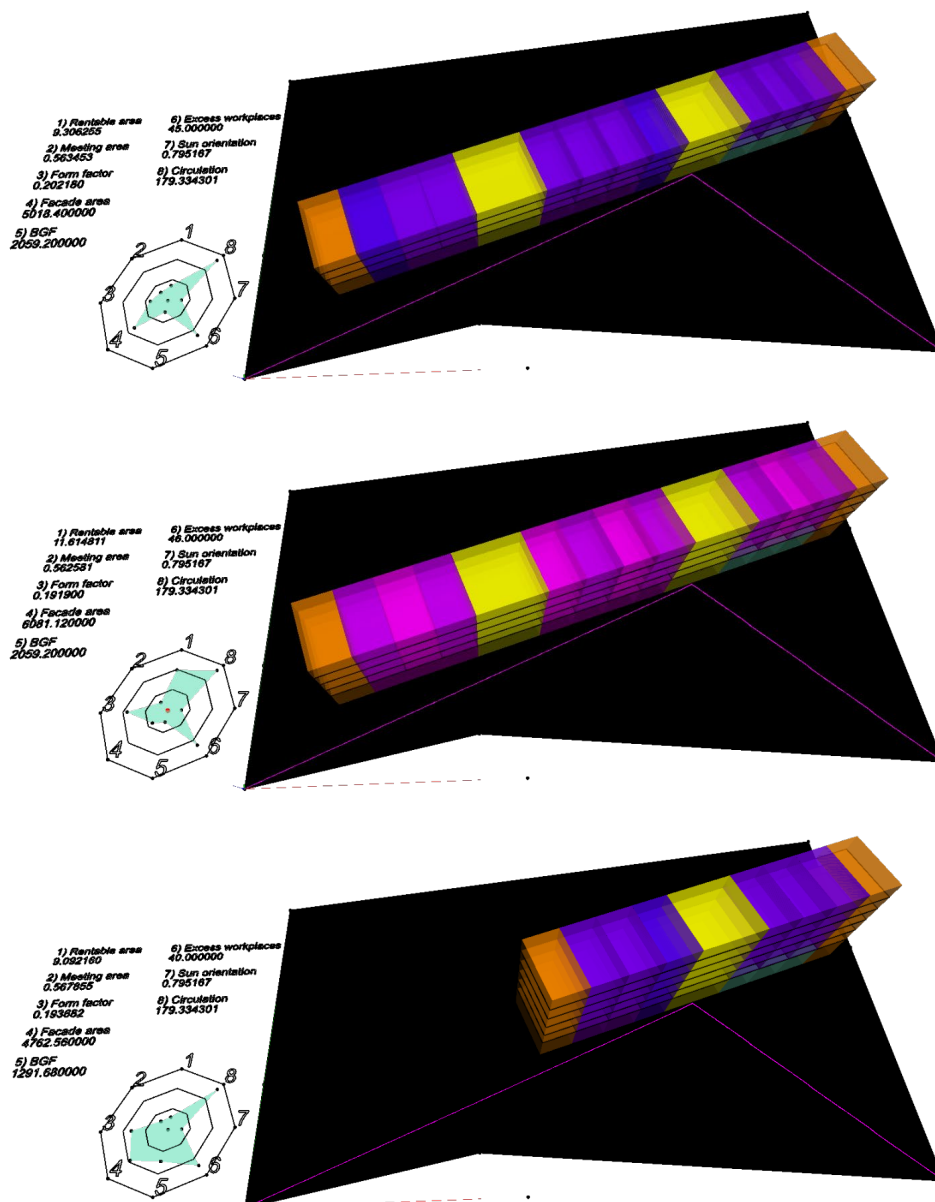 1) Rentable area
9.306255
6) Excess workplaces
45.000000
2) Meeting area
0.563453
7) Sun orientation
0.795167
3) Form factor
0.202180
8) Circulation
179.334301
4) Facade area
5018.400000
5) BGF
2059.200000
1
2
8
3
7
4
5
6
1) Rentable area
11.614811
6) Excess workplaces
46.000000
2) Meeting area
0.562581
7) Sun orientation
0.795167
3) Form factor
0.191900
8) Circulation
179.334301
4) Facade area
6081.120000
5) BGF
2059.200000
1
2
8
3
7
4
5
6
1) Rentable area
9.092160
6) Excess workplaces
40.000000
2) Meeting area
0.567655
7) Sun orientation
0.795167
3) Form factor
0.193682
8) Circulation
179.334301
4) Facade area
4762.560000
5) BGF
1291.680000
1
2
8
3
7
4
5
6